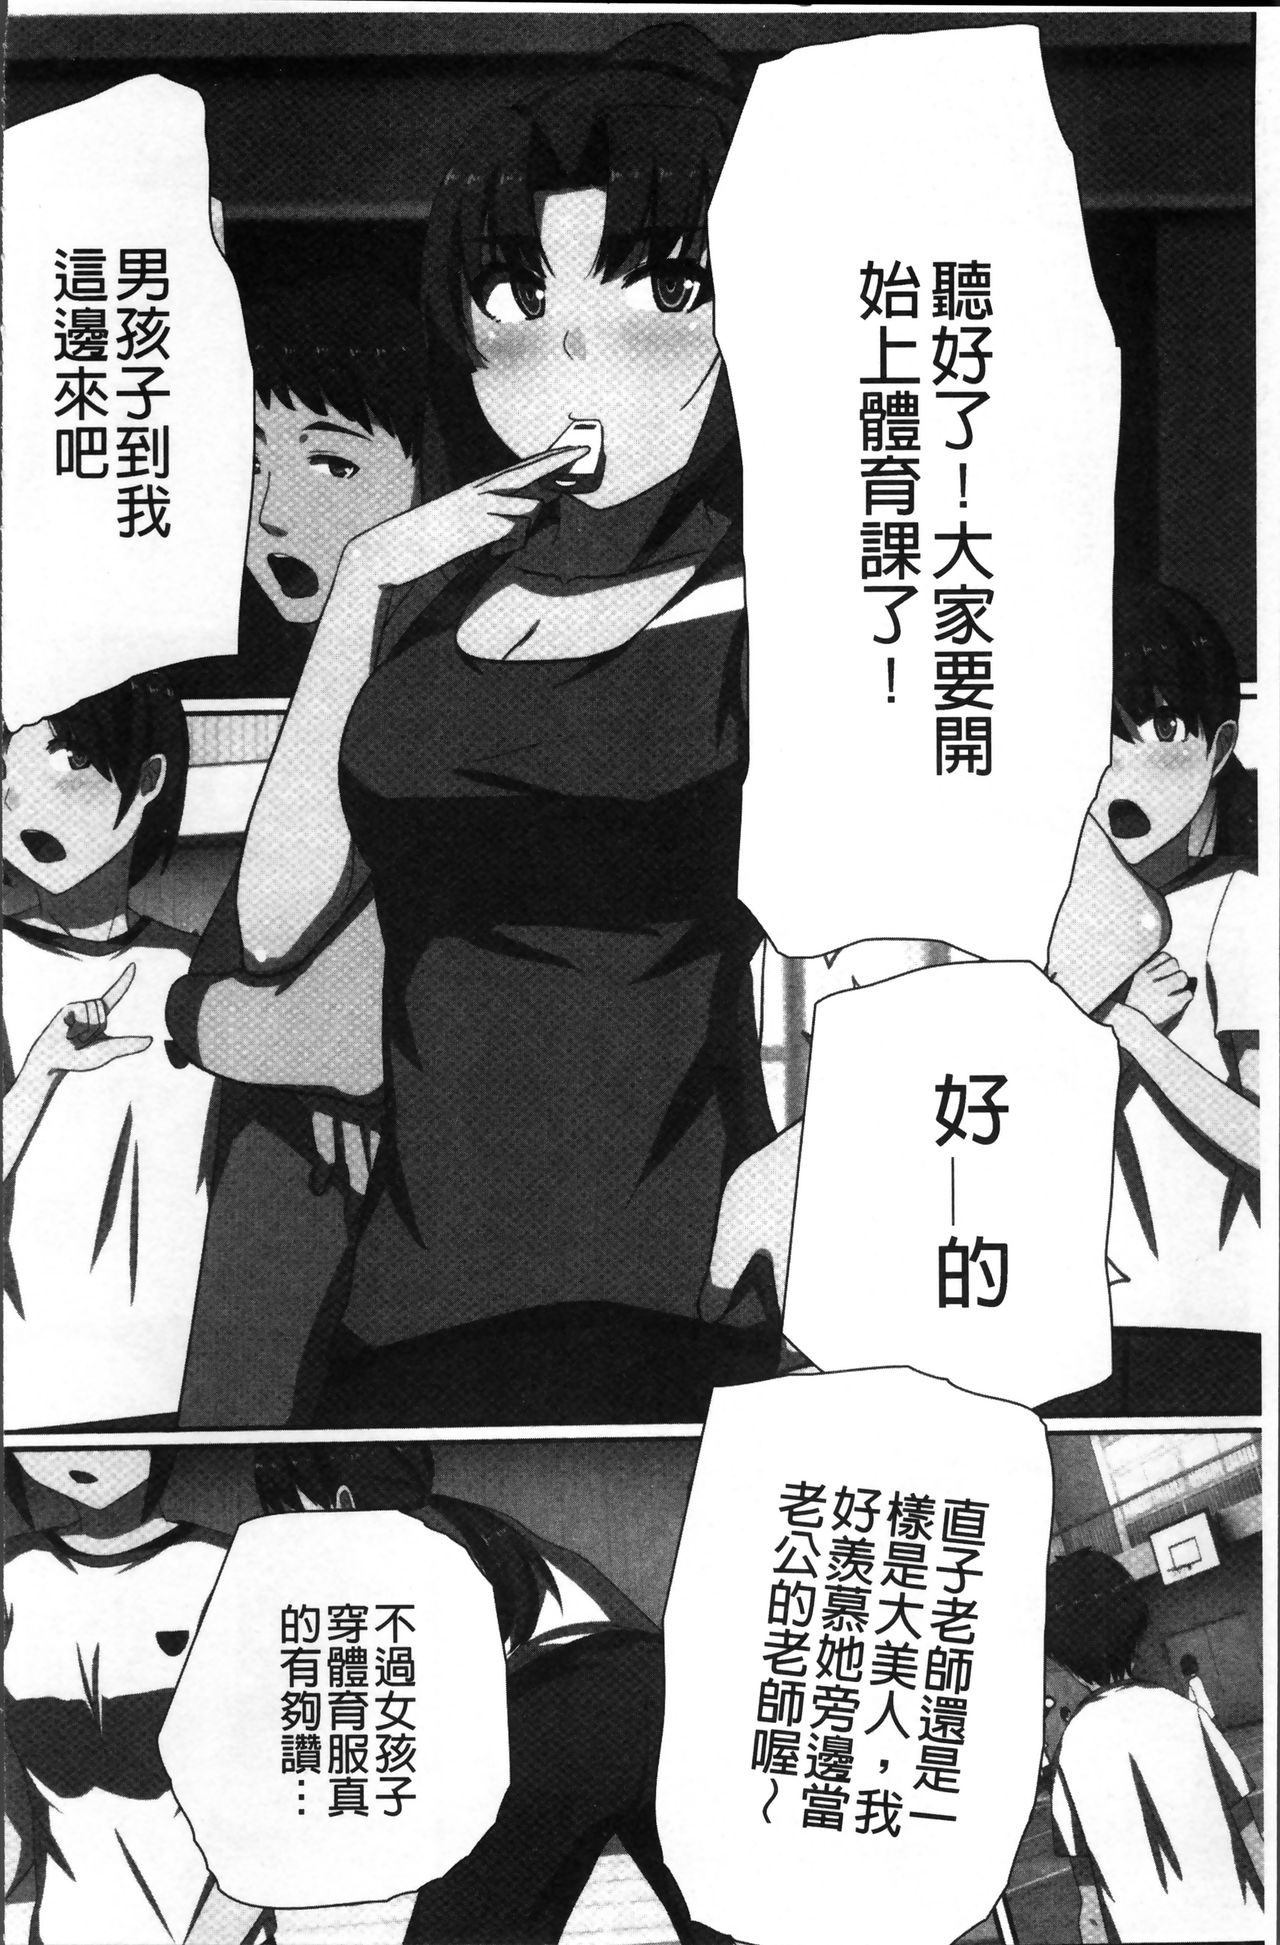 聽好了！大家要開
始上體育課了！
男孩子到我
這邊來吧
好—的
直子老師還是一
樣是大美人，我
好羨慕她旁邊當
老公的老師喔~
不過女孩子
穿體育服真
的有夠讚…